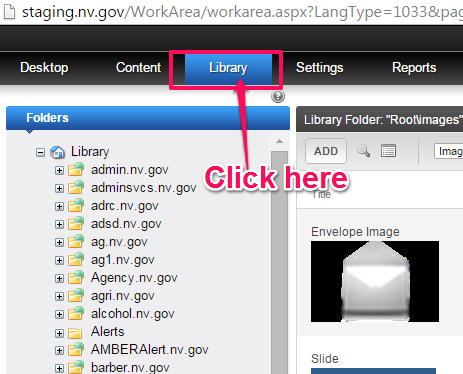 staging.nv.gov/WorkArea/workarea.aspx?LangType=1033&pag
Desktop Content Library Settings Reports
Folders
Library Folder: "Root\images"
ADD Imag
Library
admin.nv.gov
adminsvcs.nv.gov
adrc.nv.gov
adsd.nv.gov
ag.nv.gov
ag1.nv.gov
Agency.nv.gov
agri.nv.gov
alcohol.nv.gov
Alerts
AMBERAlert.nv.gov
barber.nv.gov
Click here
Title
Envelope Image
Slide